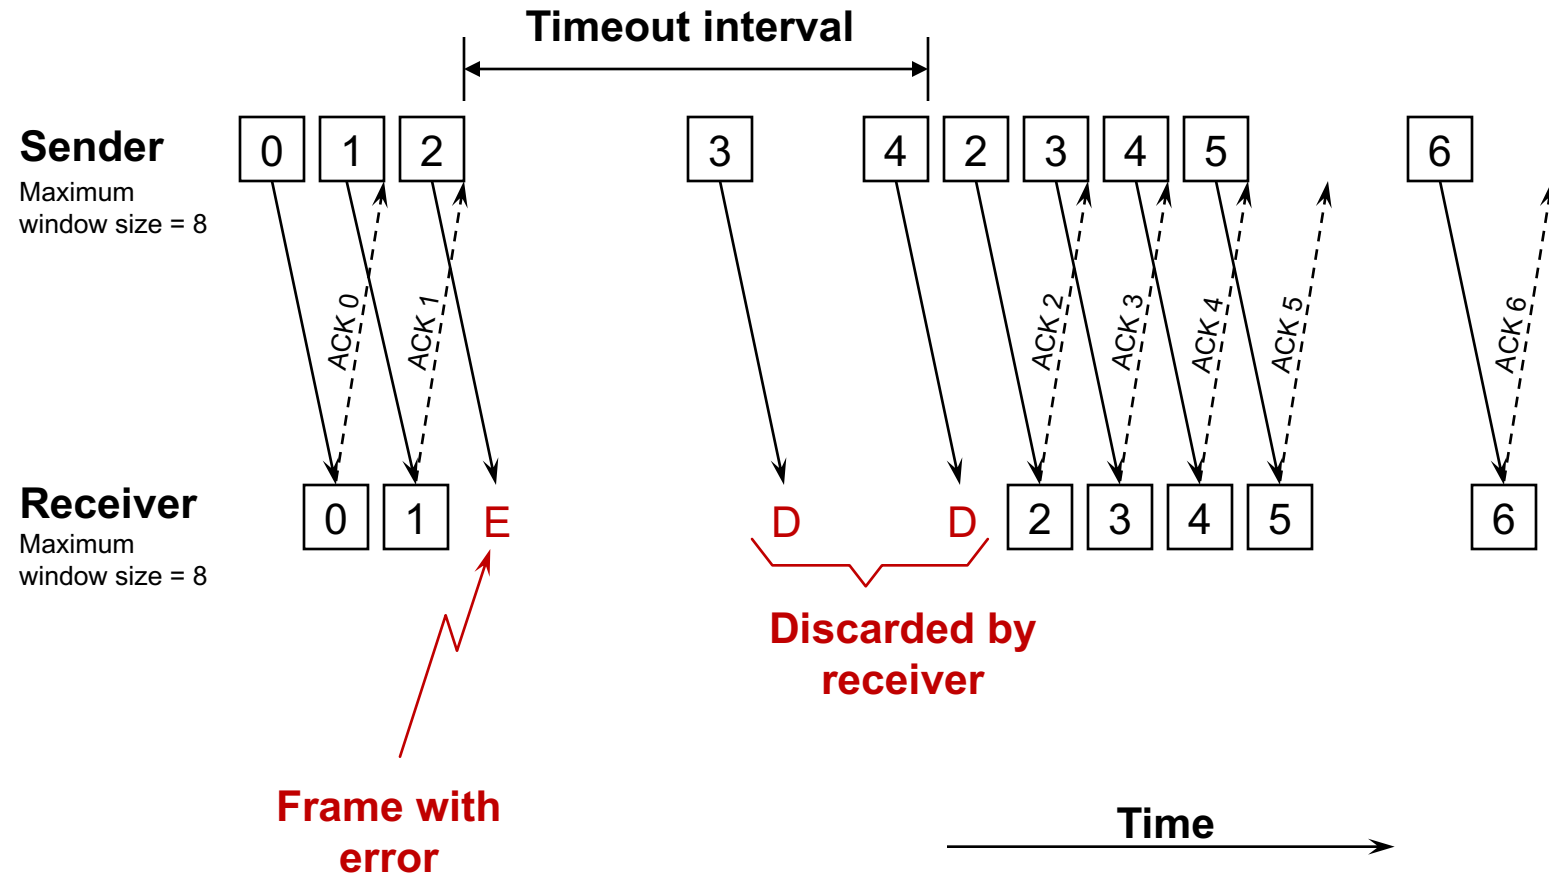 Timeout interval
Sender
Maximum
window size = 8
0 1 2 3 4 2 3 4 5 6
ACK 0 ACK 1 ACK 2 ACK 3 ACK 4 ACK 5 ACK 6
Receiver
Maximum
window size = 8
0 1 E D D 2 3 4 5 6
Discarded by
receiver
Frame with
error
Time